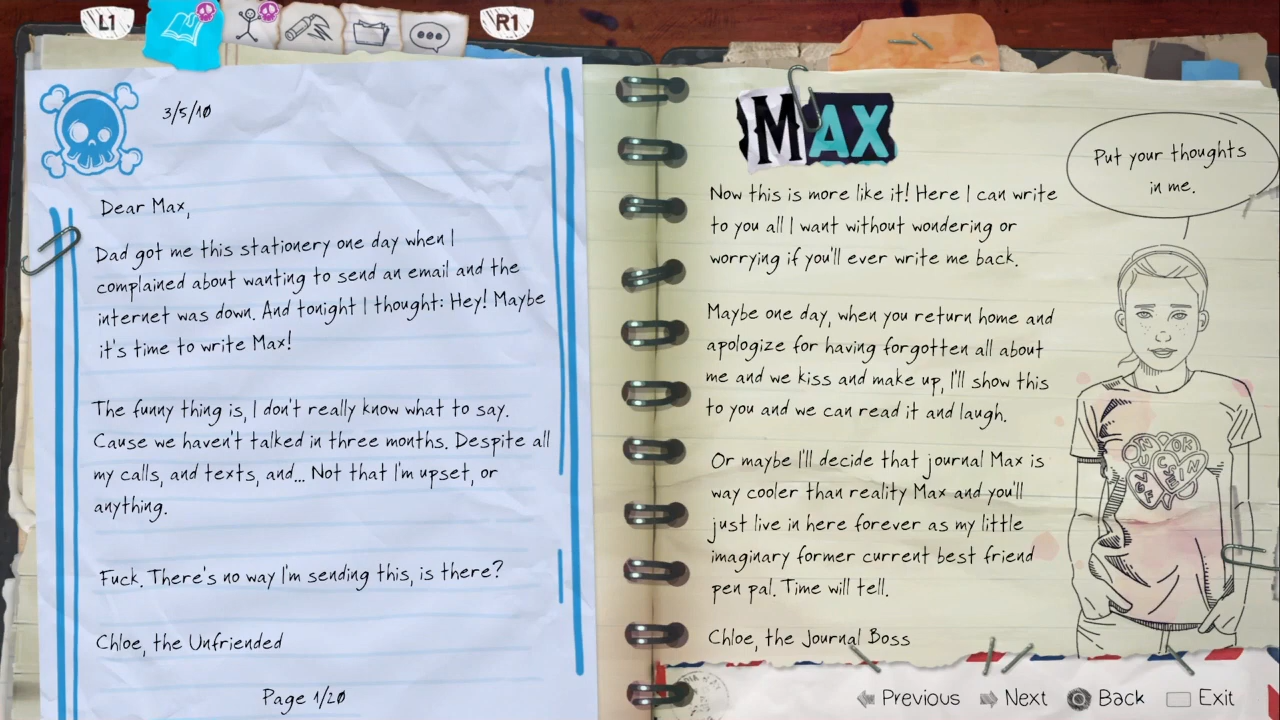 L1
R1
3/5/10
Dear Max,
Dad got me this stationery one day when I
complained about wanting to send an email and the
internet was down. And tonight I thought: Hey! Maybe
it's time to write Max!
The funny thing is, I don't really know what to say.
Cause we haven't talked in three months. Despite all
my calls, and texts, and... Not that I'm upset, or
anything.
Fuck. There's no way I'm sending this, is there?
Chloe, the Unfriended
Page 1/20
MAX
Now this is more like it! Here I can write
to you all I want without wondering or
worrying if you'll ever write me back.
Maybe one day, when you return home and
apologize for having forgotten all about
me and we kiss and make up, I'll show this
to you and we can read it and laugh.
Or maybe I'll decide that journal Max is
way cooler than reality Max and you'll
just live in here forever as my little
imaginary former current best friend
pen pal. Time will tell.
Chloe, the Journal Boss
Put your thoughts
in me.
Previous
Next
Back
Exit